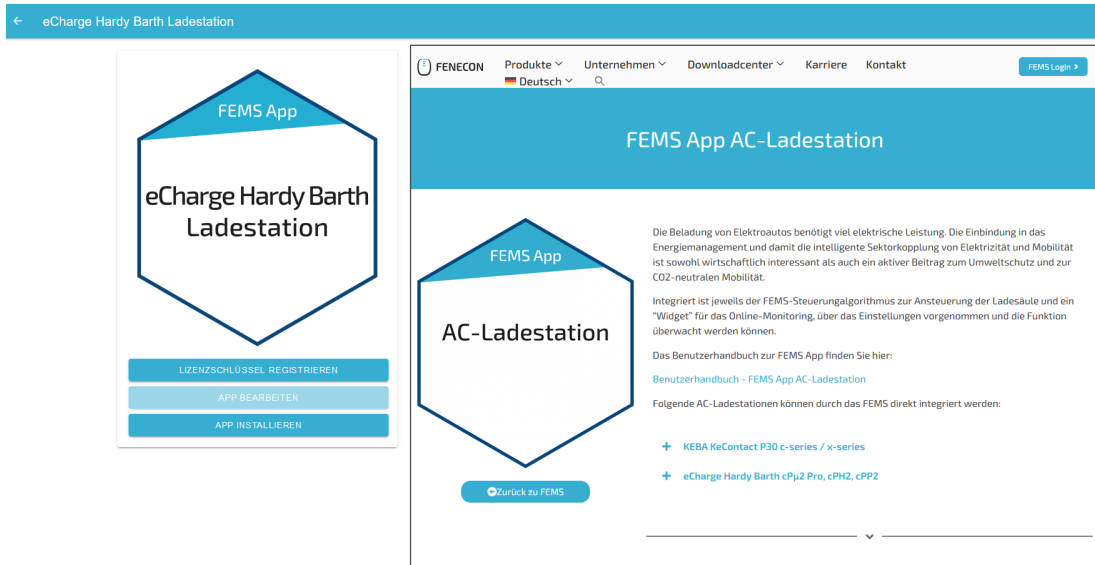 eCharge Hardy Barth Ladestation
FEMS App
eCharge Hardy Barth
Ladestation
LIZENZSCHLÜSSEL REGISTRIEREN
APP BEARBEITEN
APP INSTALLIEREN
FENECON
Produkte
Unternehmen
Downloadcenter
Karriere
Kontakt
Deutsch
FEMS Login
FEMS App AC-Ladestation
FEMS App
AC-Ladestation
Zurück zu FEMS
Die Beladung von Elektroautos benötigt viel elektrische Leistung. Die Einbindung in das
Energiemanagement und damit die intelligente Sektorkopplung von Elektrizität und Mobilität
ist sowohl wirtschaftlich interessant als auch ein aktiver Beitrag zum Umweltschutz und zur
CO2-neutralen Mobilität.
Integriert ist jeweils der FEMS-Steuerungalgorithmus zur Ansteuerung der Ladesäule und ein
"Widget" für das Online-Monitoring, über das Einstellungen vorgenommen und die Funktion
überwacht werden können.
Das Benutzerhandbuch zur FEMS App finden Sie hier:
Benutzerhandbuch - FEMS App AC-Ladestation
Folgende AC-Ladestationen können durch das FEMS direkt integriert werden:
KEBA KeContact P30 c-series / x-series
eCharge Hardy Barth cPμ2 Pro, cPH2, cPP2